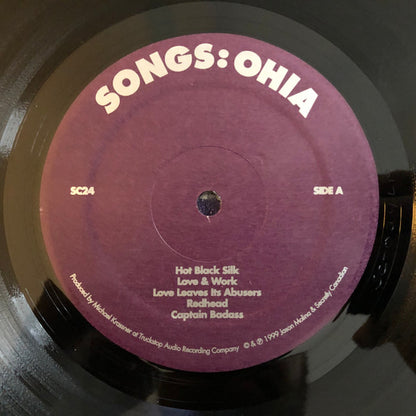 SONGS: OHIA
SC24
SIDE A
Hot Black Silk
Love & Work
Love Leaves Its Abusers
Redhead
Captain Badass
Produced by Michael Krassner at Truckstop Audio Recording Company
© & ℗ 1999 Jason Molina & Secretly Canadian